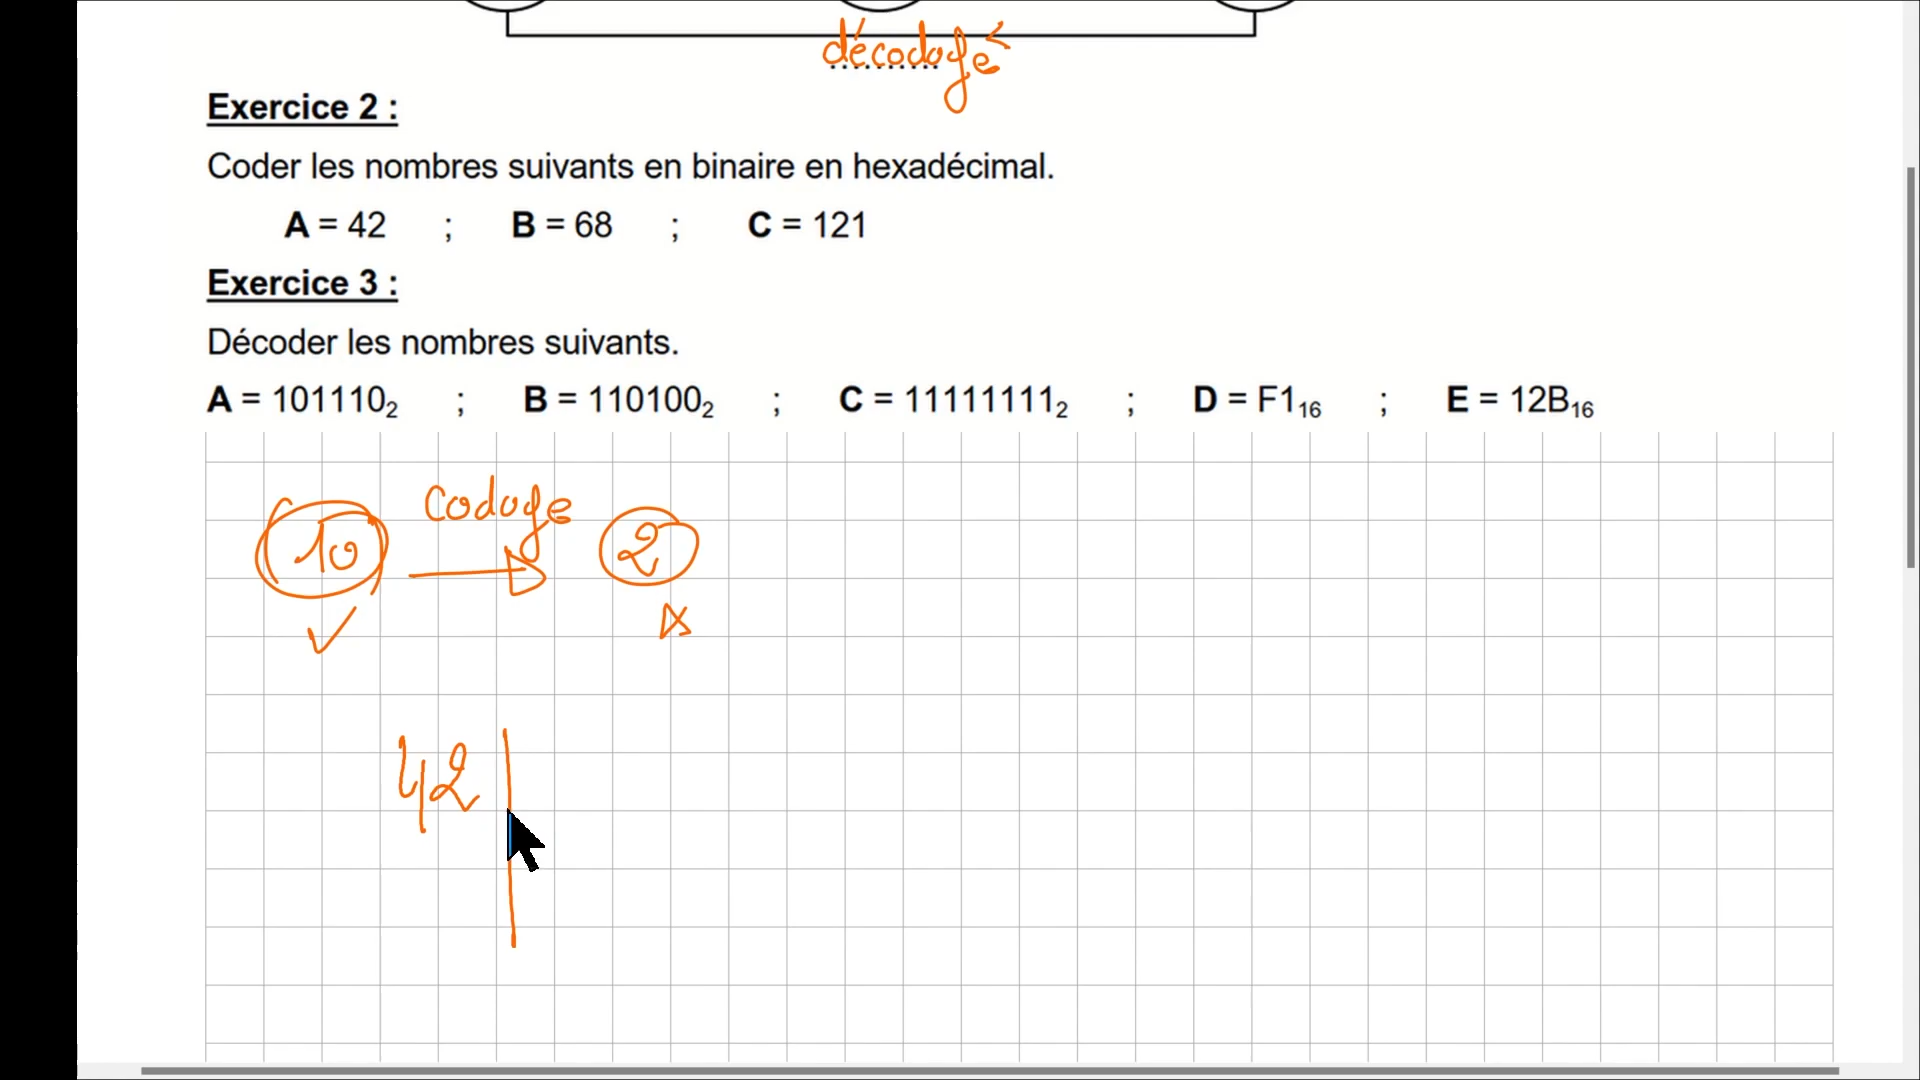 décodage
Exercice 2 :
Coder les nombres suivants en binaire en hexadécimal.
A = 42 ; B = 68 ; C = 121
Exercice 3 :
Décoder les nombres suivants.
A = 101110₂ ; B = 110100₂ ; C = 11111111₂ ; D = F1₁₆ ; E = 12B₁₆
Codage
10 2
42